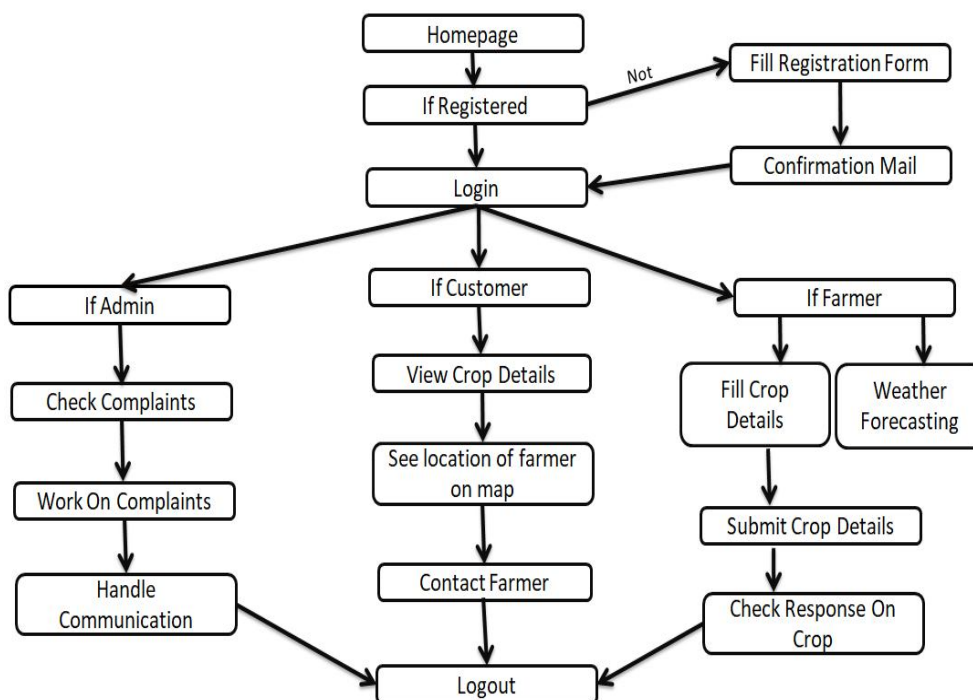 Homepage
If Registered
Not
Fill Registration Form
Confirmation Mail
Login
If Admin
Check Complaints
Work On Complaints
Handle
Communication
If Customer
View Crop Details
See location of farmer
on map
Contact Farmer
If Farmer
Fill Crop
Details
Weather
Forecasting
Submit Crop Details
Check Response On
Crop
Logout